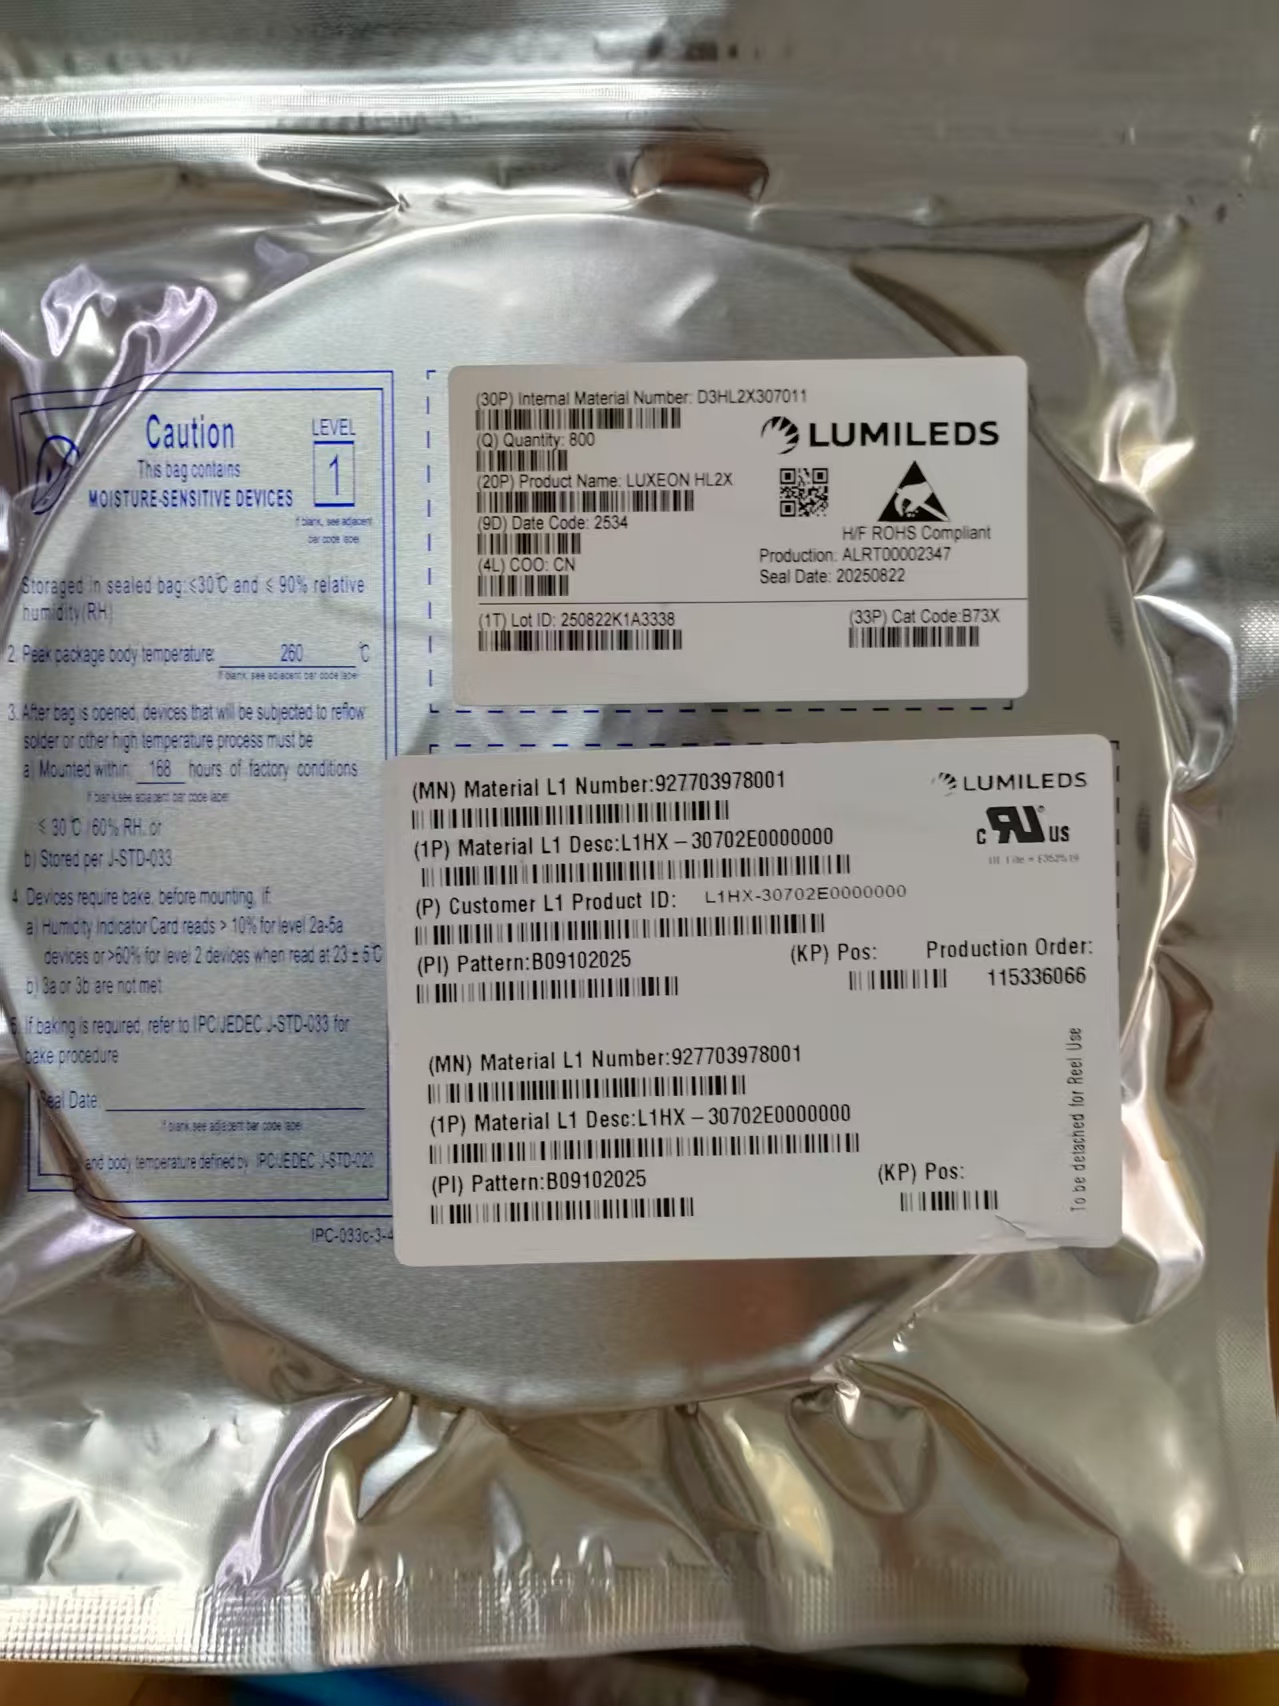 Caution
LEVEL
1
This bag contains
MOISTURE-SENSITIVE DEVICES
If blank, see adjacent
bar code label
Storaged in sealed bag:≤30℃ and ≤ 90% relative
humidity(RH)
2. Peak package body temperature: 260 ℃
If blank, see adjacent bar code label
3. After bag is opened, devices that will be subjected to reflow
solder or other high temperature process must be
a) Mounted within 168 hours of factory conditions
If blank,see adjacent bar code label
≤ 30℃/60% RH. or
b) Stored per J-STD-033
4. Devices require bake, before mounting, if:
a) Humidity Indicator Card reads > 10% for level 2a-5a
devices or >60% for level 2 devices when read at 23 ± 5℃
b) 3a or 3b are not met
5. If baking is required, refer to IPC/JEDEC J-STD-033 for
bake procedure
Seal Date:
If blank,see adjacent bar code label
and body temperature defined by IPC/JEDEC J-STD-020
IPC-033c-3-4
(30P) Internal Material Number: D3HL2X307011
(Q) Quantity: 800
LUMILEDS
(20P) Product Name: LUXEON HL2X
(9D) Date Code: 2534
H/F ROHS Compliant
(4L) COO: CN
Production: ALRT00002347
Seal Date: 20250822
(1T) Lot ID: 250822K1A3338
(33P) Cat Code:B73X
(MN) Material L1 Number:927703978001
LUMILEDS
(1P) Material L1 Desc:L1HX – 30702E0000000
c RU ® US
(P) Customer L1 Product ID: L1HX-30702E0000000
(PI) Pattern:B09102025
(KP) Pos:
Production Order:
115336066
(MN) Material L1 Number:927703978001
(1P) Material L1 Desc:L1HX – 30702E0000000
(PI) Pattern:B09102025
(KP) Pos:
To be detached for Reel Use